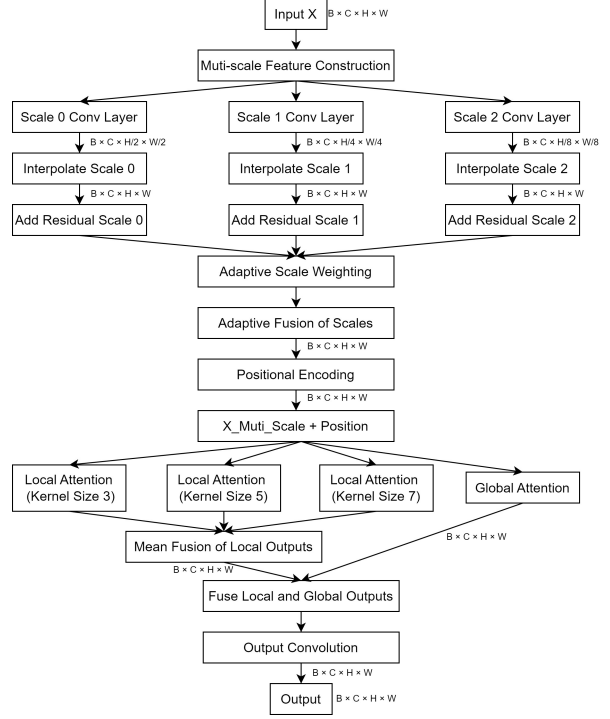 Input X
B × C × H × W
Muti-scale Feature Construction
Scale 0 Conv Layer
Scale 1 Conv Layer
Scale 2 Conv Layer
B × C × H/2 × W/2
B × C × H/4 × W/4
B × C × H/8 × W/8
Interpolate Scale 0
Interpolate Scale 1
Interpolate Scale 2
B × C × H × W
B × C × H × W
B × C × H × W
Add Residual Scale 0
Add Residual Scale 1
Add Residual Scale 2
Adaptive Scale Weighting
Adaptive Fusion of Scales
B × C × H × W
Positional Encoding
B × C × H × W
X_Muti_Scale + Position
Local Attention
(Kernel Size 3)
Local Attention
(Kernel Size 5)
Local Attention
(Kernel Size 7)
Global Attention
Mean Fusion of Local Outputs
B × C × H × W
B × C × H × W
Fuse Local and Global Outputs
Output Convolution
B × C × H × W
Output
B × C × H × W